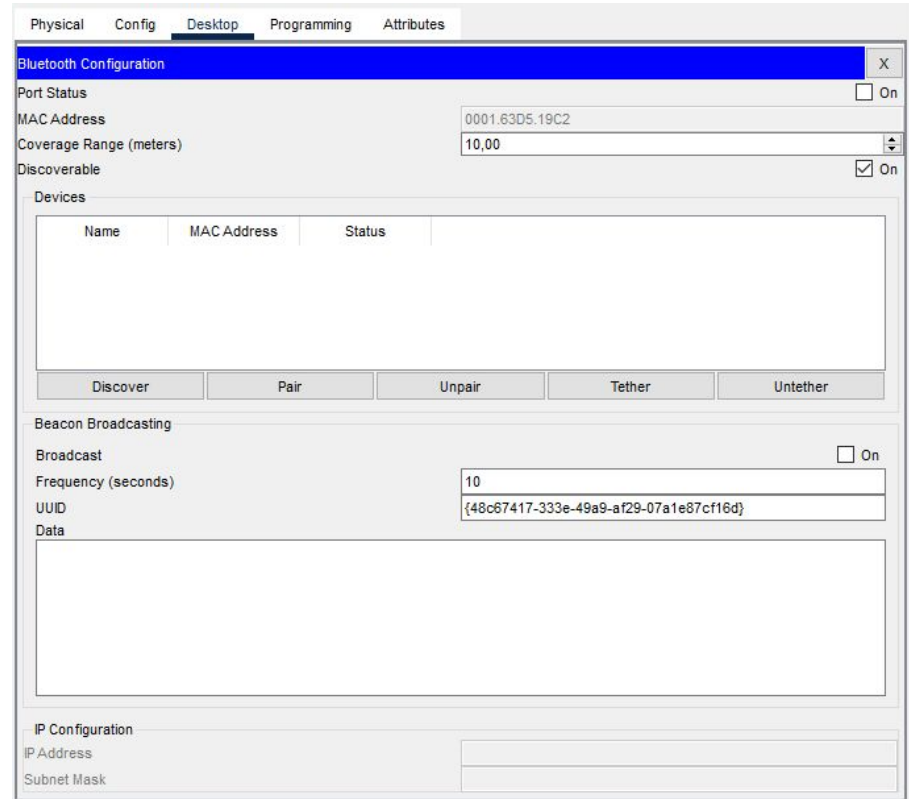 Physical Config Desktop Programming Attributes
Bluetooth Configuration X
Port Status On
MAC Address 0001.63D5.19C2
Coverage Range (meters) 10,00
Discoverable On
Devices
Name MAC Address Status
Discover Pair Unpair Tether Untether
Beacon Broadcasting
Broadcast On
Frequency (seconds) 10
UUID {48c67417-333e-49a9-af29-07a1e87cf16d}
Data
IP Configuration
IP Address
Subnet Mask